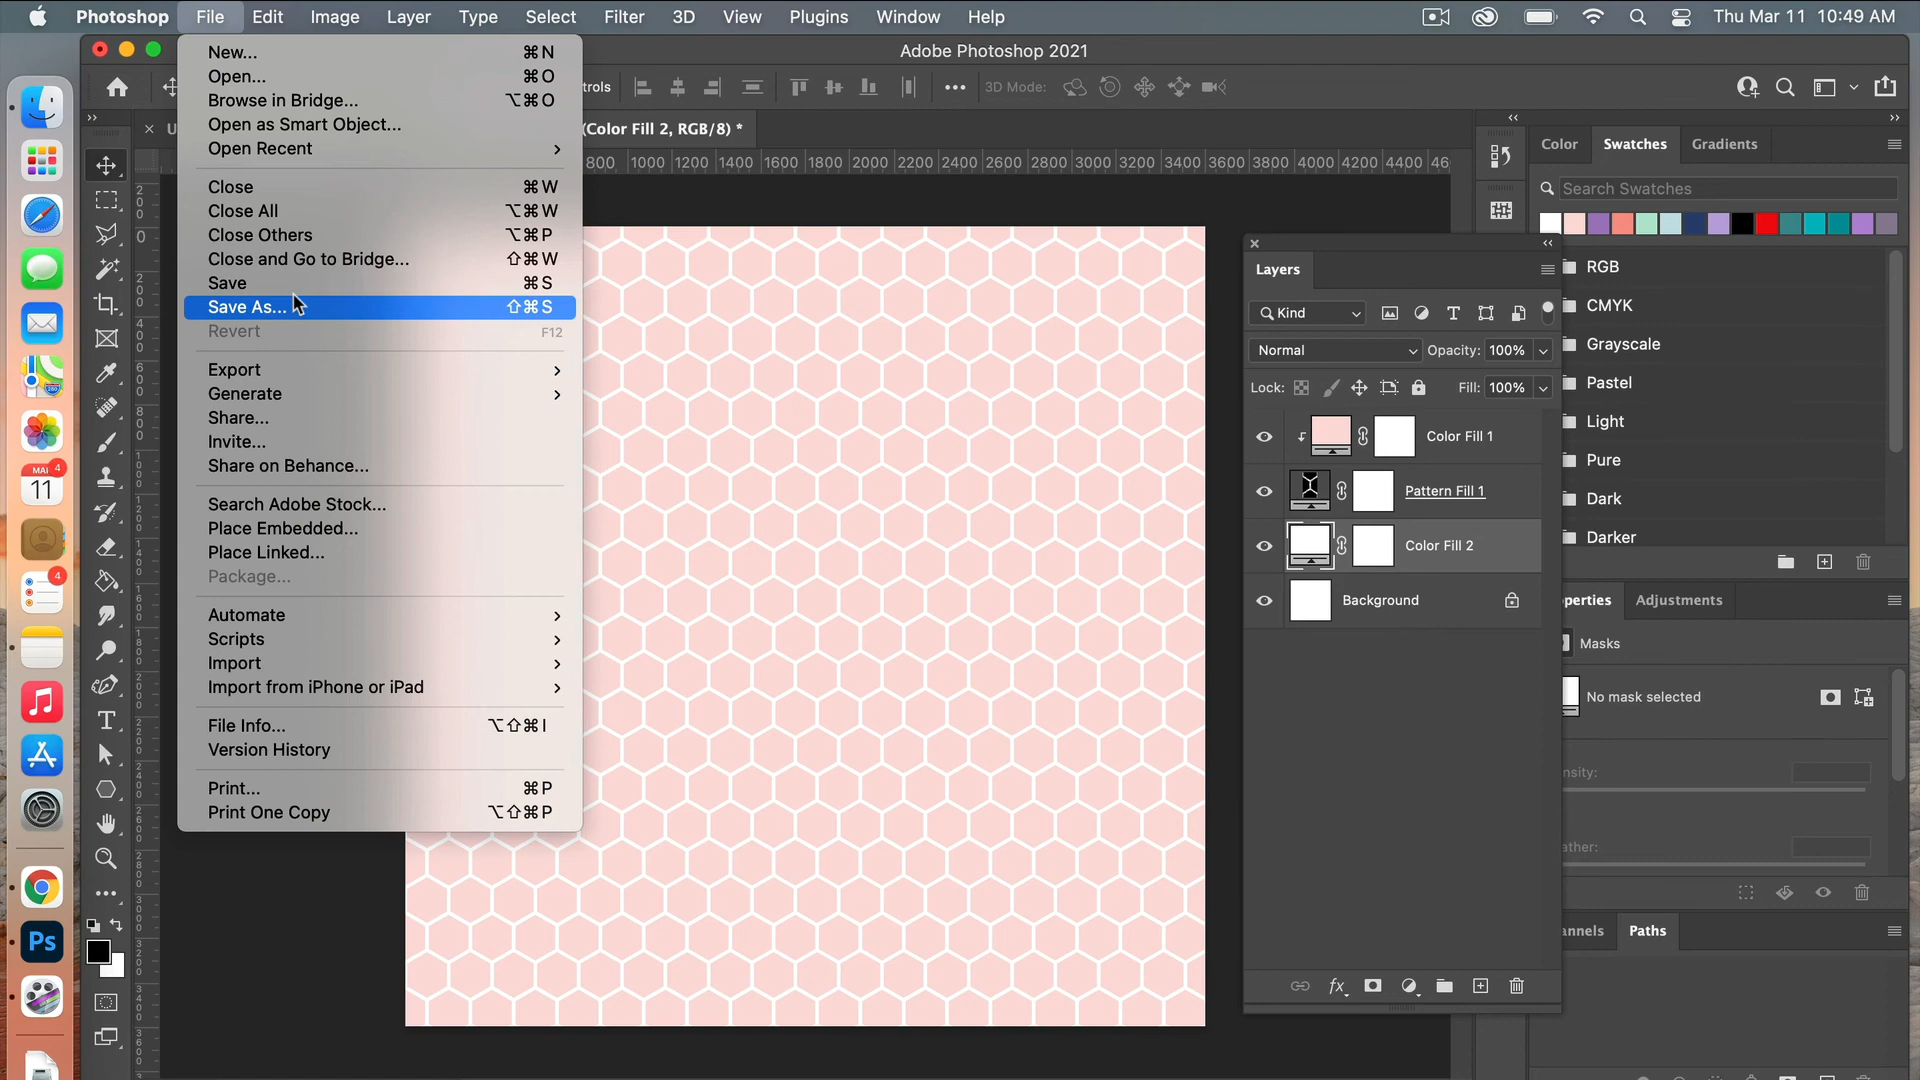 Photoshop File Edit Image Layer Type Select Filter 3D View Plugins Window Help Thu Mar 11 10:49 AM
Adobe Photoshop 2021
New... ⌘N
Open... ⌘O
Browse in Bridge... ⌥⌘O
Open as Smart Object...
Open Recent >
Close ⌘W
Close All ⌥⌘W
Close Others ⌥⌘P
Close and Go to Bridge... ⇧⌘W
Save ⌘S
Save As... ⇧⌘S
Revert F12
Export >
Generate >
Share...
Invite...
Share on Behance...
Search Adobe Stock...
Place Embedded...
Place Linked...
Package...
Automate >
Scripts >
Import >
Import from iPhone or iPad >
File Info... ⌥⇧⌘I
Version History
Print... ⌘P
Print One Copy ⌥⇧⌘P
trols ••• 3D Mode:
× U (Color Fill 2, RGB/8) *
800 1000 1200 1400 1600 1800 2000 2200 2400 2600 2800 3000 3200 3400 3600 3800 4000 4200 4400 46
Color Swatches Gradients
Search Swatches
RGB
CMYK
Grayscale
Pastel
Light
Pure
Dark
Darker
Layers
Kind
Normal Opacity: 100%
Lock: Fill: 100%
Color Fill 1
Pattern Fill 1
Color Fill 2
Background
operties Adjustments
Masks
No mask selected
nsity:
ather:
annels Paths
MAR
4
11
4
Ps
fx